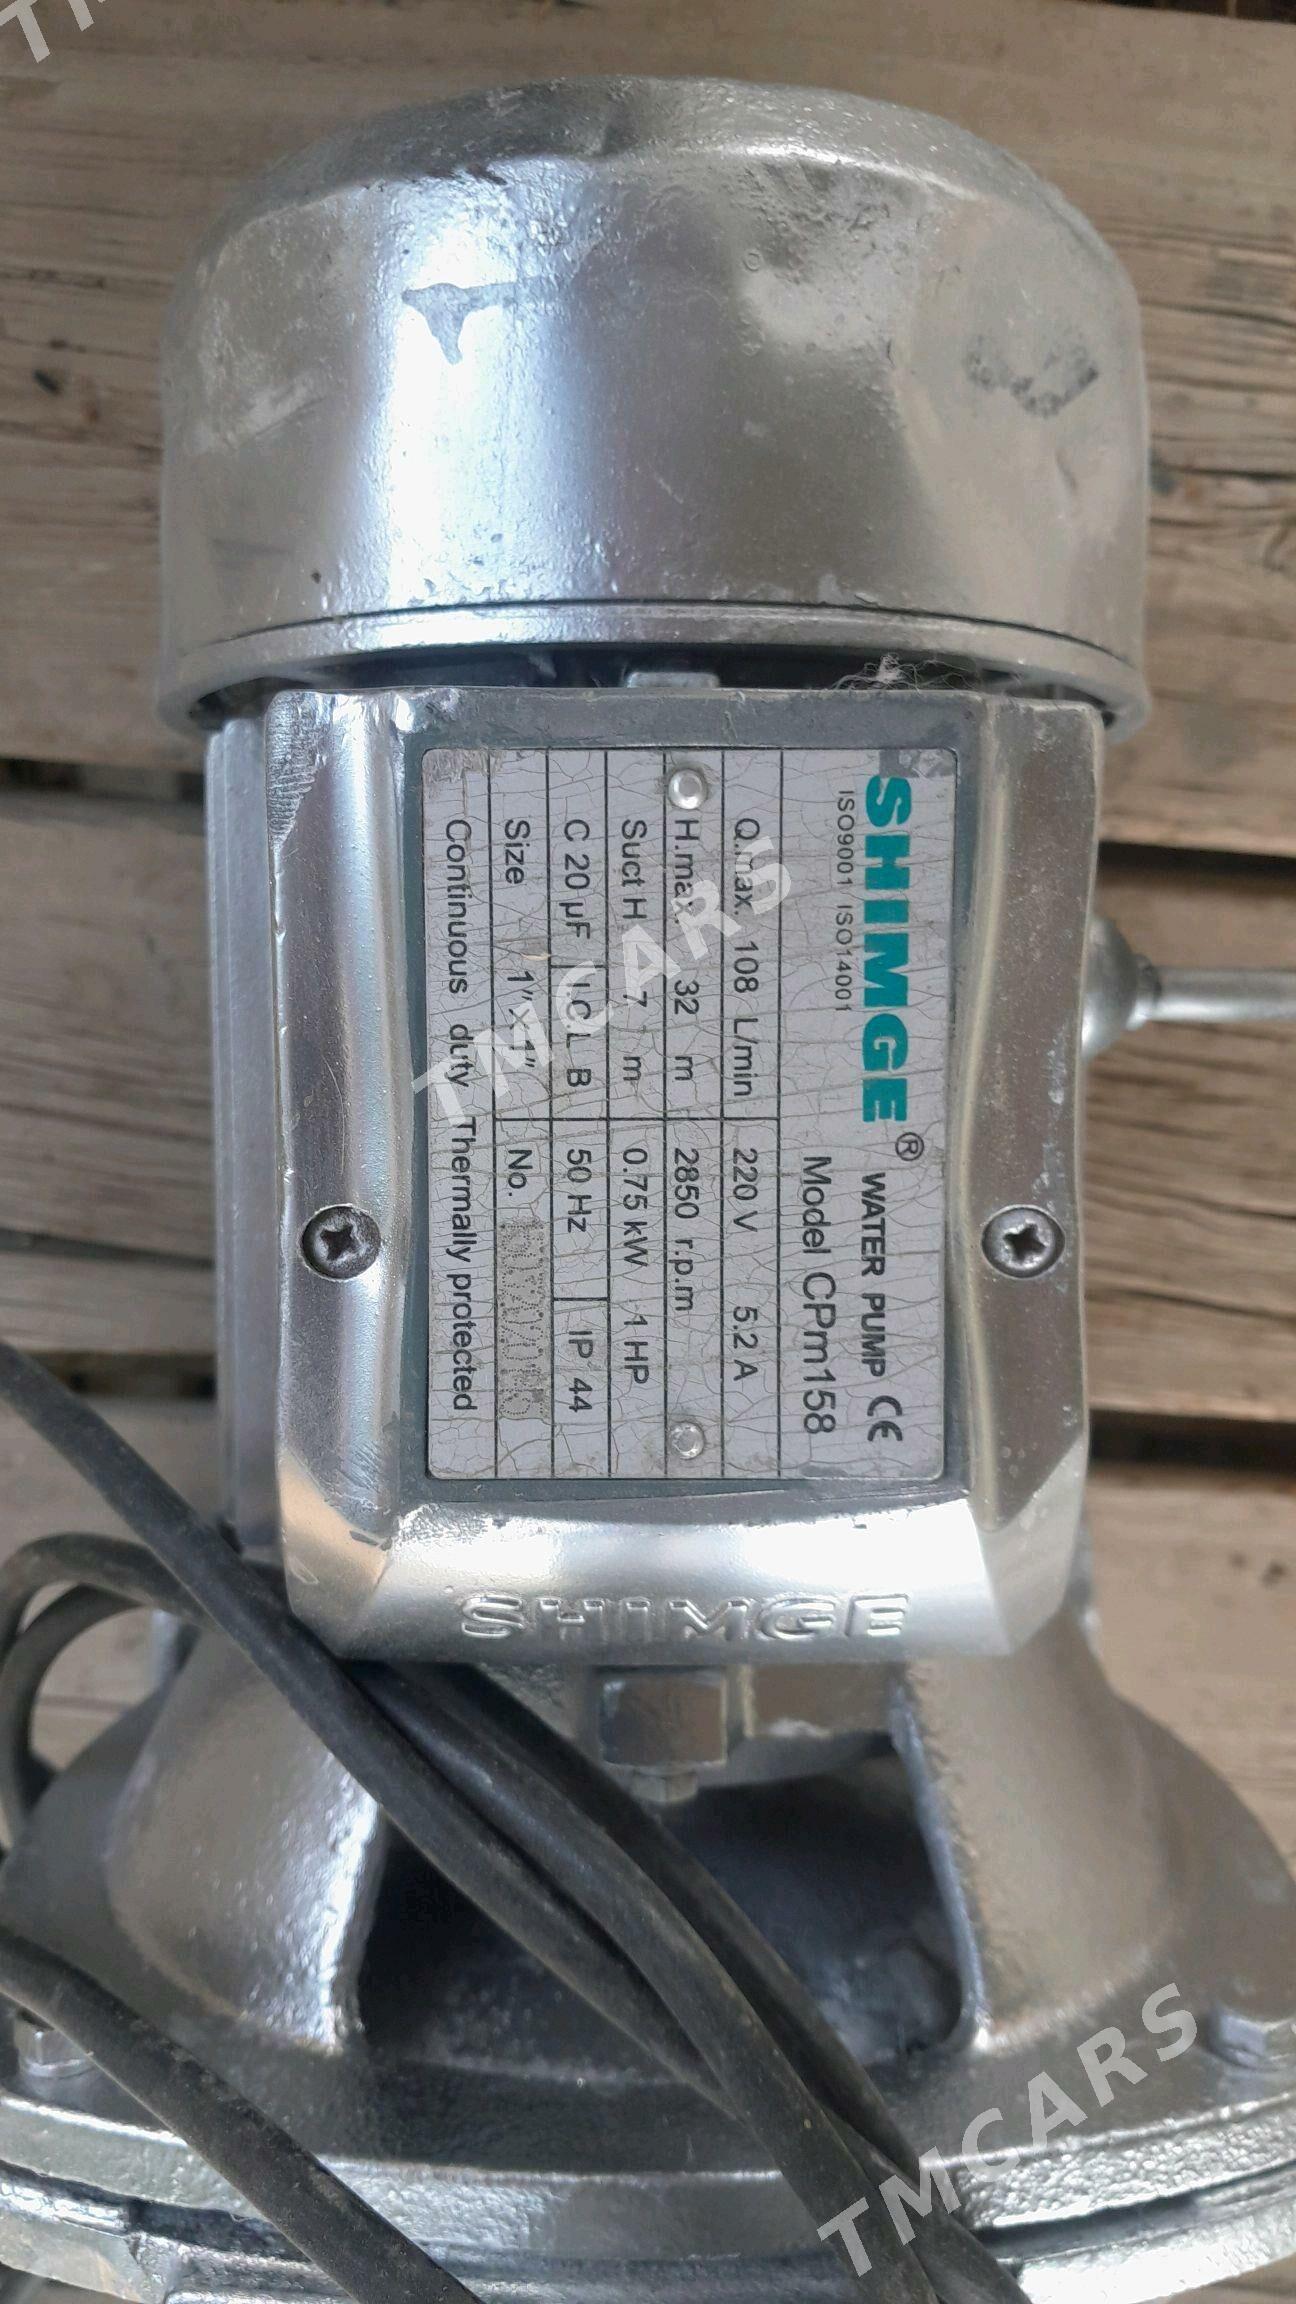 SHIMGE® WATER PUMP CE
ISO9001 ISO14001
Model CPm158
Q.max. 108 L/min 220 V 5.2 A
H.max. 32 m 2850 r.p.m
Suct H 7 m 0.75 kW 1 HP
C 20 µF I.CL B 50 Hz IP 44
Size 1"x1" No.
Continuous duty Thermally protected
SHIMGE
TMCARS
TMCARS